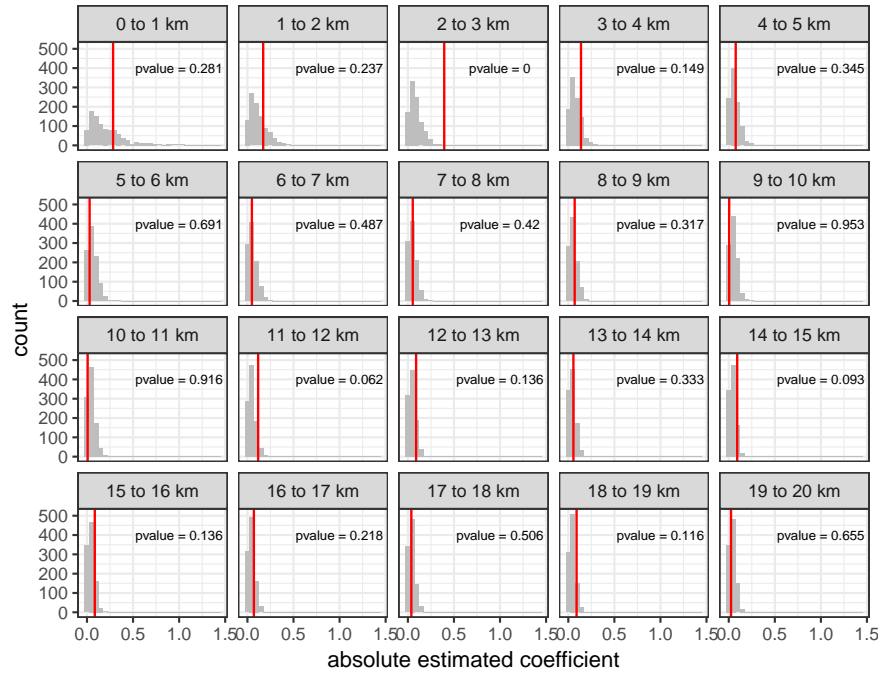 0 to 1 km 1 to 2 km 2 to 3 km 3 to 4 km 4 to 5 km
500
400
300
200
100
0
pvalue = 0.281 pvalue = 0.237 pvalue = 0 pvalue = 0.149 pvalue = 0.345
5 to 6 km 6 to 7 km 7 to 8 km 8 to 9 km 9 to 10 km
500
400
300
200
100
0
pvalue = 0.691 pvalue = 0.487 pvalue = 0.42 pvalue = 0.317 pvalue = 0.953
count
10 to 11 km 11 to 12 km 12 to 13 km 13 to 14 km 14 to 15 km
500
400
300
200
100
0
pvalue = 0.916 pvalue = 0.062 pvalue = 0.136 pvalue = 0.333 pvalue = 0.093
15 to 16 km 16 to 17 km 17 to 18 km 18 to 19 km 19 to 20 km
500
400
300
200
100
0
pvalue = 0.136 pvalue = 0.218 pvalue = 0.506 pvalue = 0.116 pvalue = 0.655
0.0 0.5 1.0 1.5 0.0 0.5 1.0 1.5 0.0 0.5 1.0 1.5 0.0 0.5 1.0 1.5 0.0 0.5 1.0 1.5
absolute estimated coefficient